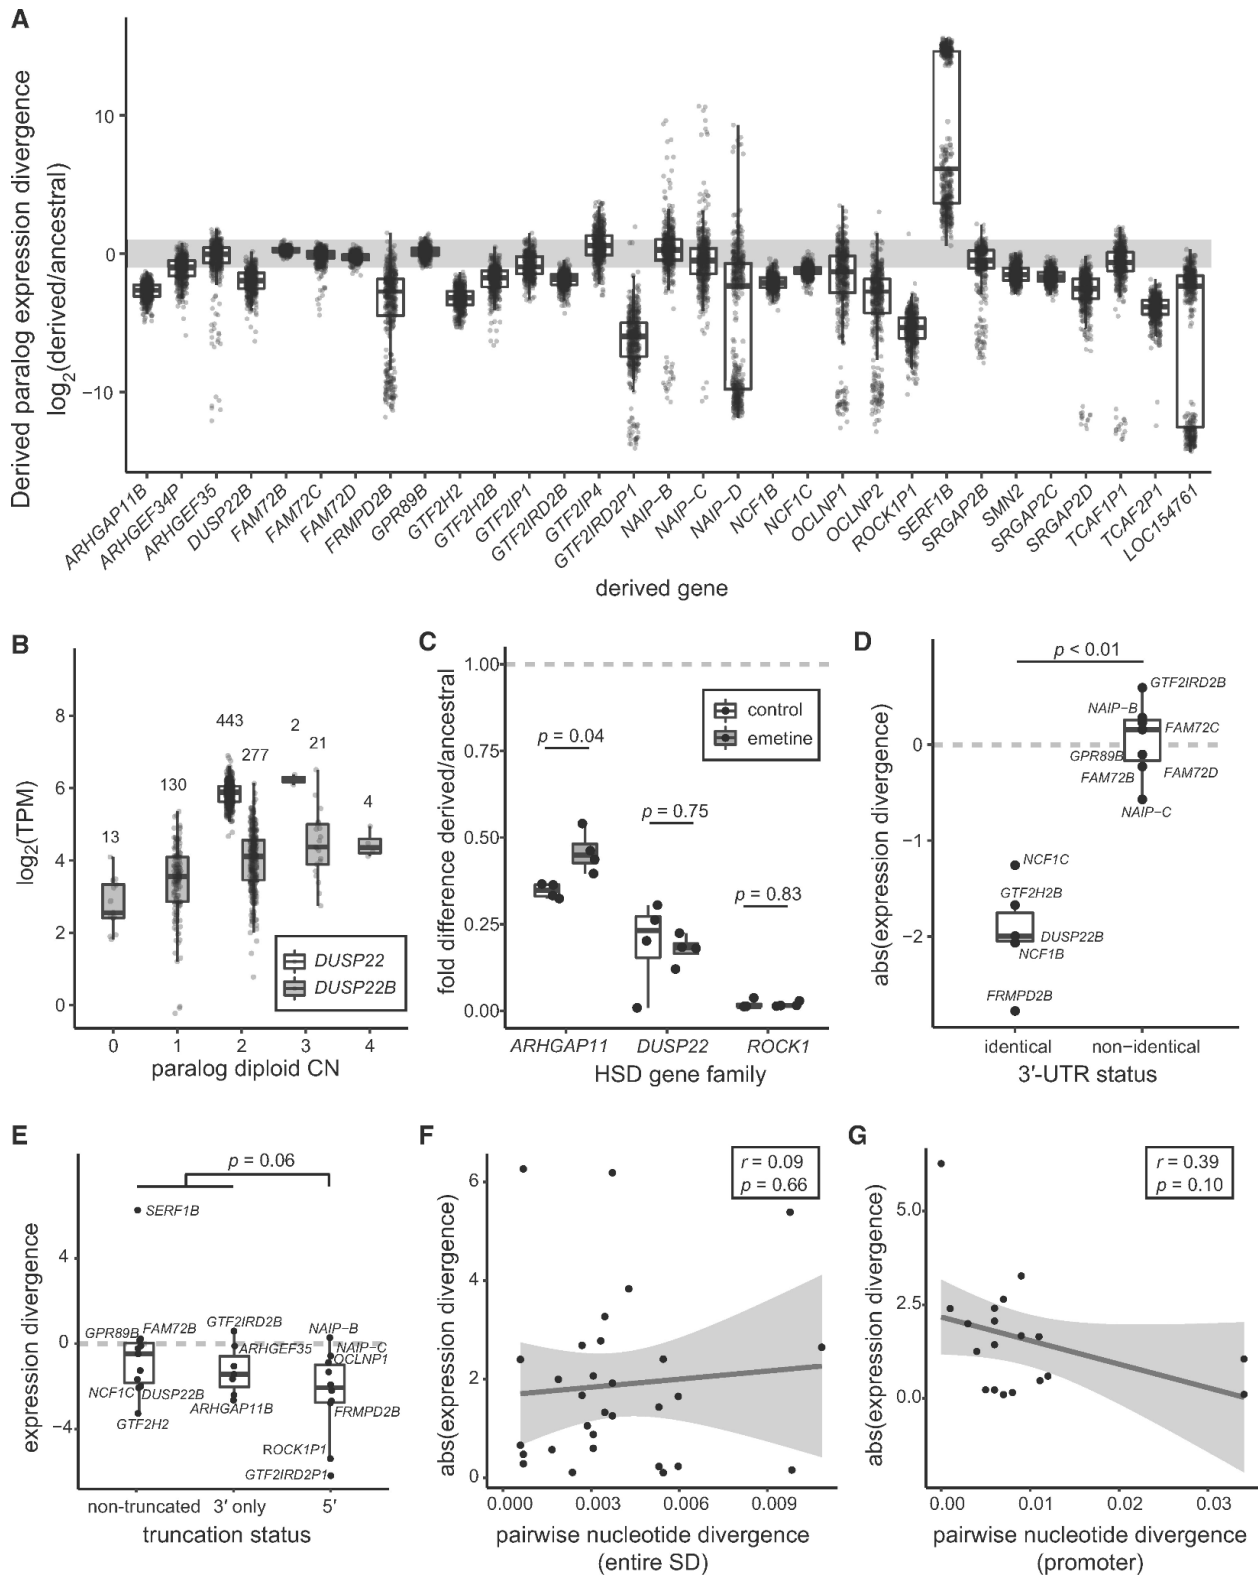 A
Derived paralog expression divergence
log2(derived/ancestral)
10
0
−10
ARHGAP11B
ARHGEF34P
ARHGEF35
DUSP22B
FAM72B
FAM72C
FAM72D
FRMPD2B
GPR89B
GTF2H2
GTF2H2B
GTF2IP1
GTF2IRD2B
GTF2IP4
GTF2IRD2P1
NAIP−B
NAIP−C
NAIP−D
NCF1B
NCF1C
OCLNP1
OCLNP2
ROCK1P1
SERF1B
SRGAP2B
SMN2
SRGAP2C
SRGAP2D
TCAF1P1
TCAF2P1
LOC154761
derived gene
B
log2(TPM)
8
6
4
2
0
13
130
443
277
2
21
4
DUSP22
DUSP22B
0 1 2 3 4
paralog diploid CN
C
fold difference derived/ancestral
1.00
0.75
0.50
0.25
0.00
control
emetine
p = 0.04
p = 0.75
p = 0.83
ARHGAP11 DUSP22 ROCK1
HSD gene family
D
abs(expression divergence)
0
−1
−2
p < 0.01
GTF2IRD2B
NAIP−B
FAM72C
GPR89B
FAM72B
FAM72D
NAIP−C
NCF1C
GTF2H2B
DUSP22B
NCF1B
FRMPD2B
identical non−identical
3′-UTR status
E
expression divergence
4
0
−4
p = 0.06
SERF1B
GPR89B
FAM72B
NCF1C
DUSP22B
GTF2H2
GTF2IRD2B
ARHGEF35
ARHGAP11B
NAIP−B
NAIP−C
OCLNP1
FRMPD2B
ROCK1P1
GTF2IRD2P1
non-truncated 3′ only 5′
truncation status
F
abs(expression divergence)
6
4
2
0
r = 0.09
p = 0.66
0.000 0.003 0.006 0.009
pairwise nucleotide divergence
(entire SD)
G
abs(expression divergence)
5.0
2.5
0.0
r = 0.39
p = 0.10
0.00 0.01 0.02 0.03
pairwise nucleotide divergence
(promoter)